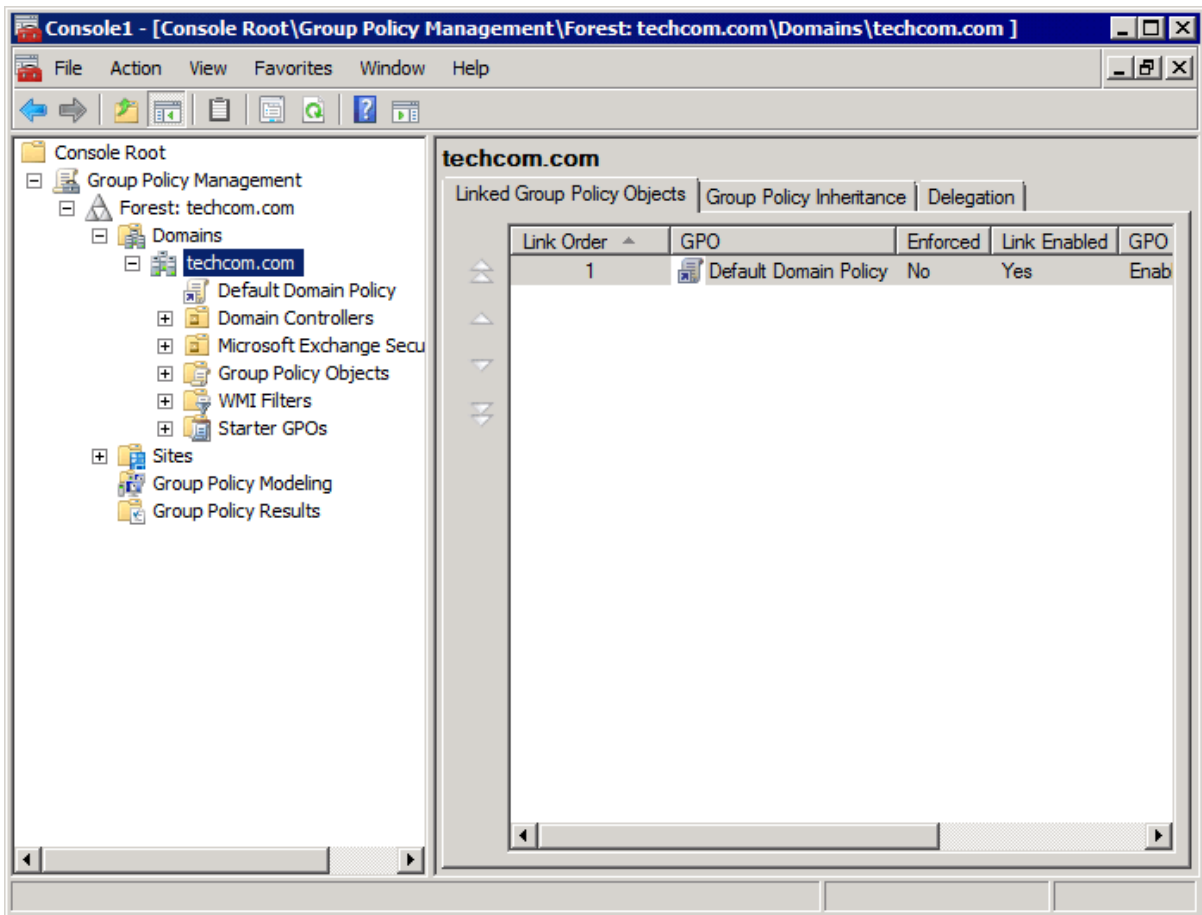 Console1 - [Console Root\Group Policy Management\Forest: techcom.com\Domains\techcom.com ]
File Action View Favorites Window Help
Console Root
Group Policy Management
Forest: techcom.com
Domains
techcom.com
Default Domain Policy
Domain Controllers
Microsoft Exchange Secu
Group Policy Objects
WMI Filters
Starter GPOs
Sites
Group Policy Modeling
Group Policy Results
techcom.com
Linked Group Policy Objects Group Policy Inheritance Delegation
Link Order GPO Enforced Link Enabled GPO
1 Default Domain Policy No Yes Enab